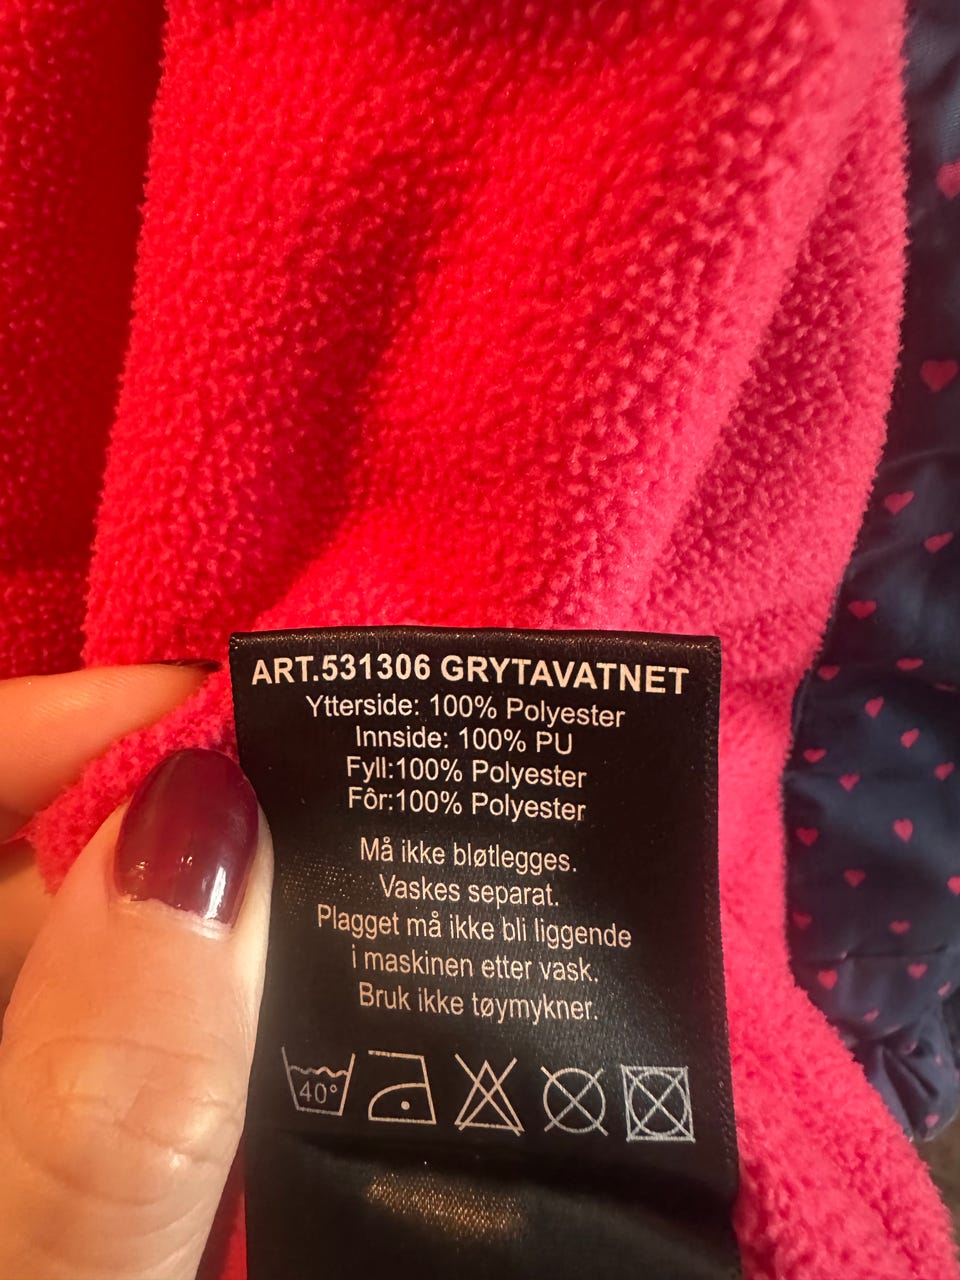 ART.531306 GRYTAVATNET
Ytterside: 100% Polyester
Innside: 100% PU
Fyll:100% Polyester
Fôr:100% Polyester
Må ikke bløtlegges.
Vaskes separat.
Plagget må ikke bli liggende
i maskinen etter vask.
Bruk ikke tøymykner.
40°